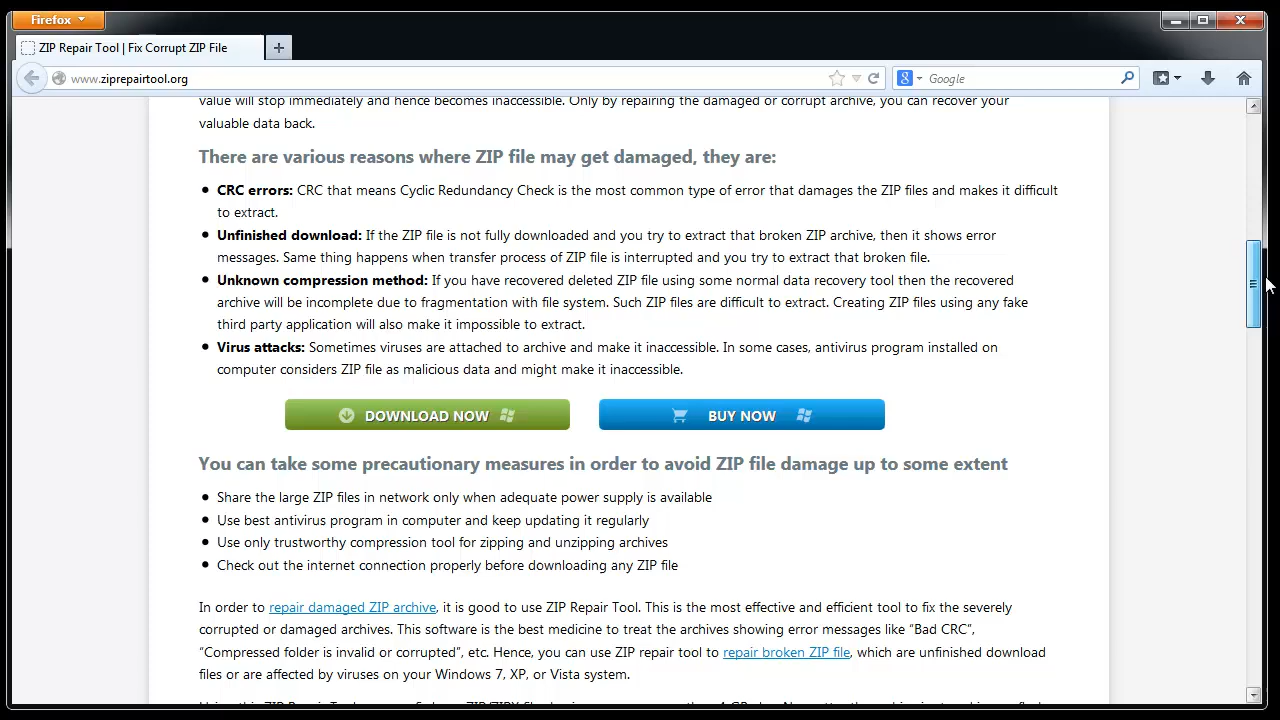 Firefox
ZIP Repair Tool | Fix Corrupt ZIP File
www.ziprepairtool.org
Google
value will stop immediately and hence becomes inaccessible. Only by repairing the damaged or corrupt archive, you can recover your
valuable data back.
There are various reasons where ZIP file may get damaged, they are:
CRC errors: CRC that means Cyclic Redundancy Check is the most common type of error that damages the ZIP files and makes it difficult
to extract.
Unfinished download: If the ZIP file is not fully downloaded and you try to extract that broken ZIP archive, then it shows error
messages. Same thing happens when transfer process of ZIP file is interrupted and you try to extract that broken file.
Unknown compression method: If you have recovered deleted ZIP file using some normal data recovery tool then the recovered
archive will be incomplete due to fragmentation with file system. Such ZIP files are difficult to extract. Creating ZIP files using any fake
third party application will also make it impossible to extract.
Virus attacks: Sometimes viruses are attached to archive and make it inaccessible. In some cases, antivirus program installed on
computer considers ZIP file as malicious data and might make it inaccessible.
DOWNLOAD NOW
BUY NOW
You can take some precautionary measures in order to avoid ZIP file damage up to some extent
Share the large ZIP files in network only when adequate power supply is available
Use best antivirus program in computer and keep updating it regularly
Use only trustworthy compression tool for zipping and unzipping archives
Check out the internet connection properly before downloading any ZIP file
In order to repair damaged ZIP archive, it is good to use ZIP Repair Tool. This is the most effective and efficient tool to fix the severely
corrupted or damaged archives. This software is the best medicine to treat the archives showing error messages like “Bad CRC”,
“Compressed folder is invalid or corrupted”, etc. Hence, you can use ZIP repair tool to repair broken ZIP file, which are unfinished download
files or are affected by viruses on your Windows 7, XP, or Vista system.